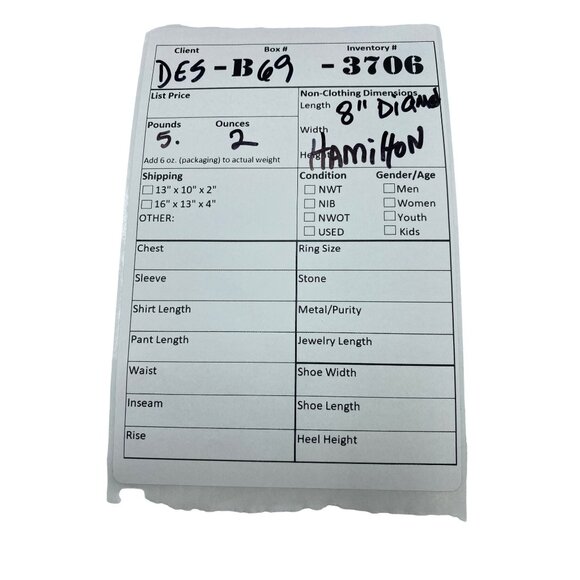 Client Box # Inventory #
DES - B69 - 3706
List Price
Non-Clothing Dimensions
Length 8" Diam
Width
Pounds Ounces
5. 2
HAMilton
Add 6 oz. (packaging) to actual weight
Height
Shipping
13" x 10" x 2"
16" x 13" x 4"
OTHER:
Condition Gender/Age
NWT Men
NIB Women
NWOT Youth
USED Kids
Chest Ring Size
Sleeve Stone
Shirt Length Metal/Purity
Pant Length Jewelry Length
Waist Shoe Width
Inseam Shoe Length
Rise Heel Height